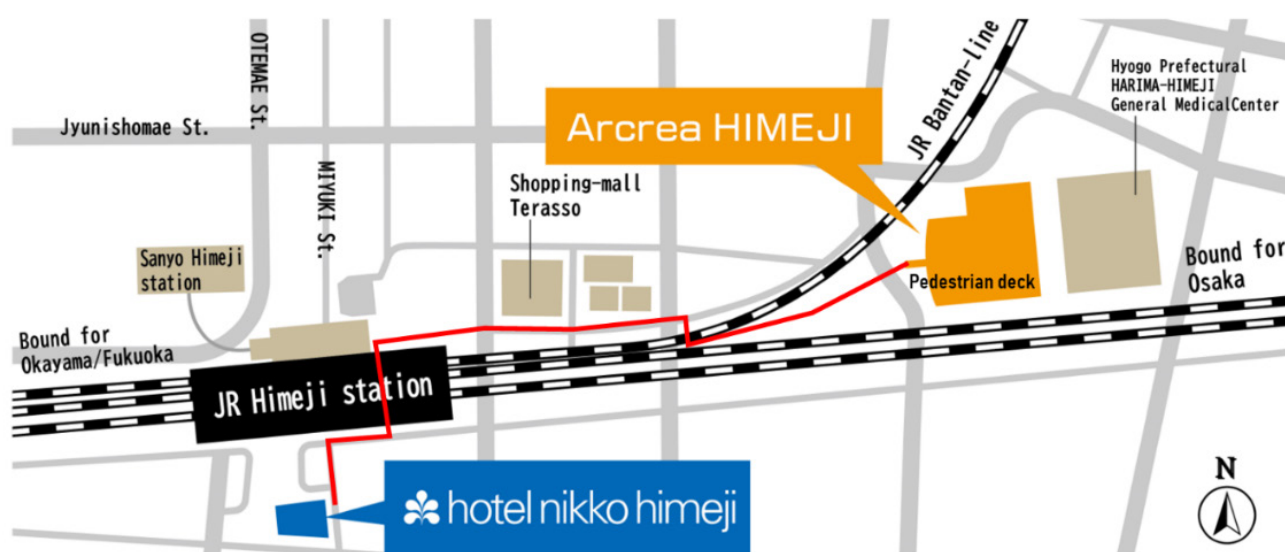 OTEMAE St.
Jyunishomae St.
MIYUKI St.
Sanyo Himeji
station
Shopping-mall
Terasso
Arcrea HIMEJI
JR Bantan-line
Hyogo Prefectural
HARIMA-HIMEJI
General MedicalCenter
Pedestrian deck
Bound for
Osaka
Bound for
Okayama/Fukuoka
JR Himeji station
hotel nikko himeji
N